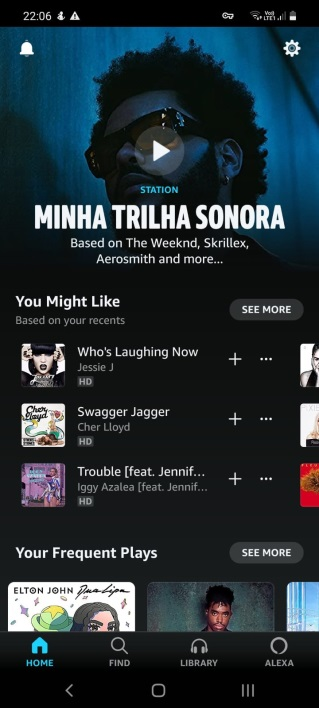 22:06
VoB
LTE1
STATION
MINHA TRILHA SONORA
Based on The Weeknd, Skrillex,
Aerosmith and more...
You Might Like
SEE MORE
Based on your recents
Who's Laughing Now
Jessie J
HD
Cher Lloyd
Swagger Jagger
Cher Lloyd
HD
Trouble [feat. Jennif...
Iggy Azalea [feat. Jennif...
HD
Your Frequent Plays
SEE MORE
ELTON JOHN Dua Lipa
HOME
FIND
LIBRARY
ALEXA